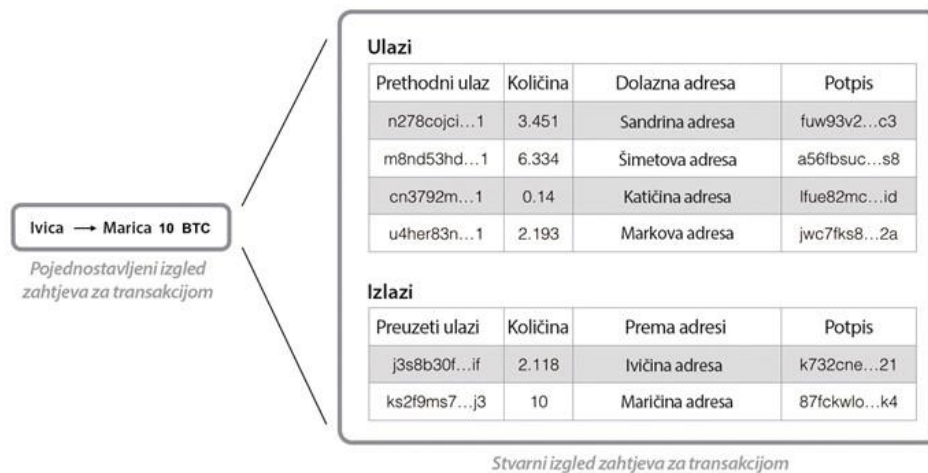 Ivica → Marica 10 BTC
Pojednostavljeni izgled
zahtjeva za transakcijom
Ulazi
Prethodni ulaz Količina Dolazna adresa Potpis
n278cojci...1 3.451 Sandrina adresa fuw93v2...c3
m8nd53hd...1 6.334 Šimetova adresa a56fbsuc...s8
cn3792m...1 0.14 Katičina adresa lfue82mc...id
u4her83n...1 2.193 Markova adresa jwc7fks8...2a
Izlazi
Preuzeti ulazi Količina Prema adresi Potpis
j3s8b30f...if 2.118 Ivičina adresa k732cne...21
ks2f9ms7...j3 10 Maričina adresa 87fckwlo...k4
Stvarni izgled zahtjeva za transakcijom